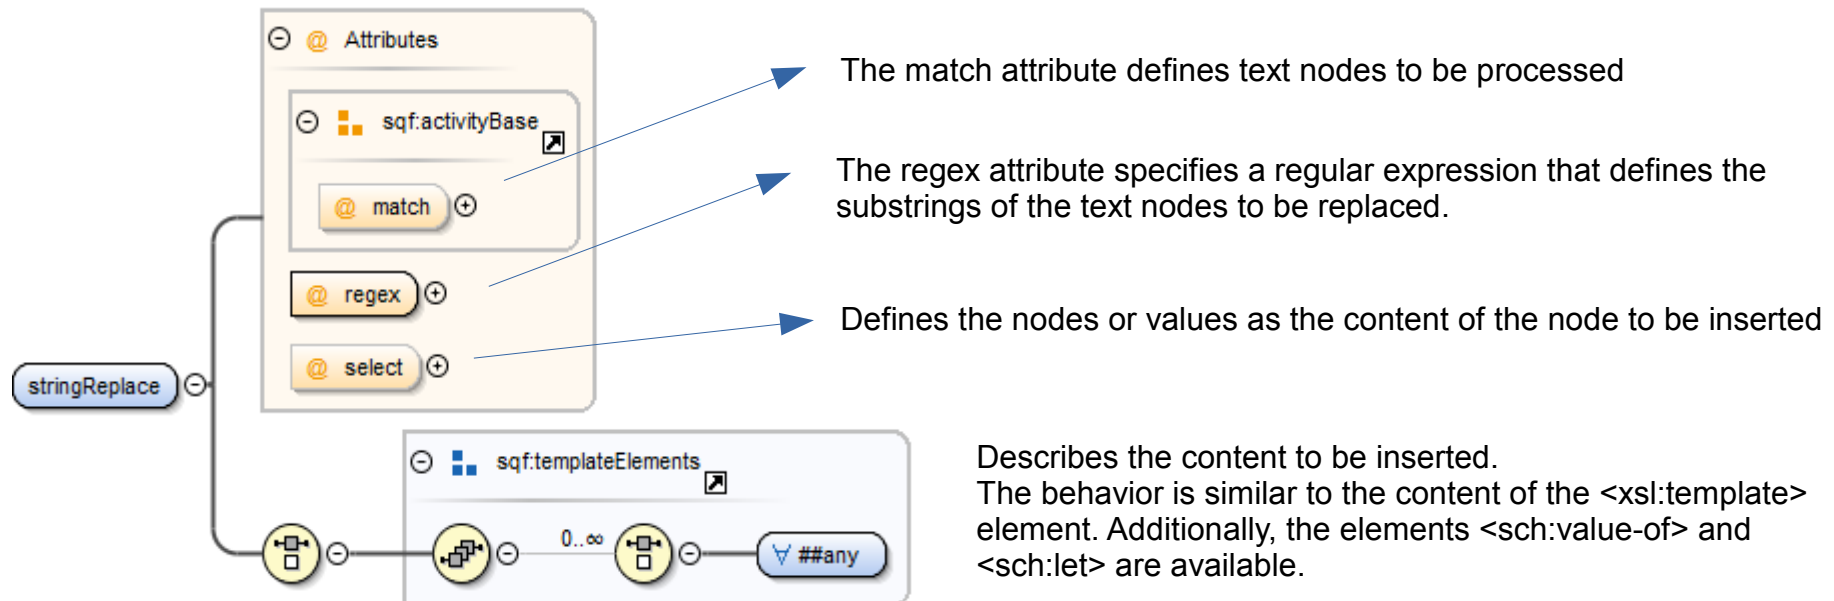 @ Attributes
The match attribute defines text nodes to be processed
sqf:activityBase
@ match
The regex attribute specifies a regular expression that defines the
substrings of the text nodes to be replaced.
@ regex
Defines the nodes or values as the content of the node to be inserted
@ select
stringReplace
sqf:templateElements
0..∞
∀ ##any
Describes the content to be inserted.
The behavior is similar to the content of the <xsl:template>
element. Additionally, the elements <sch:value-of> and
<sch:let> are available.